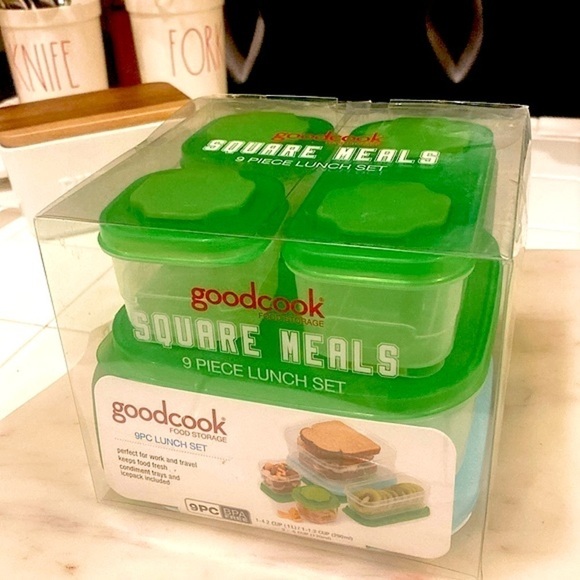 KNIFE
FORK
goodcook
SQUARE MEALS
9 PIECE LUNCH SET
goodcook®
FOOD STORAGE
SQUARE MEALS
9 PIECE LUNCH SET
goodcook®
FOOD STORAGE
9PC LUNCH SET
perfect for work and travel
keeps food fresh
condiment trays and
icepack included
9PC BPA FREE